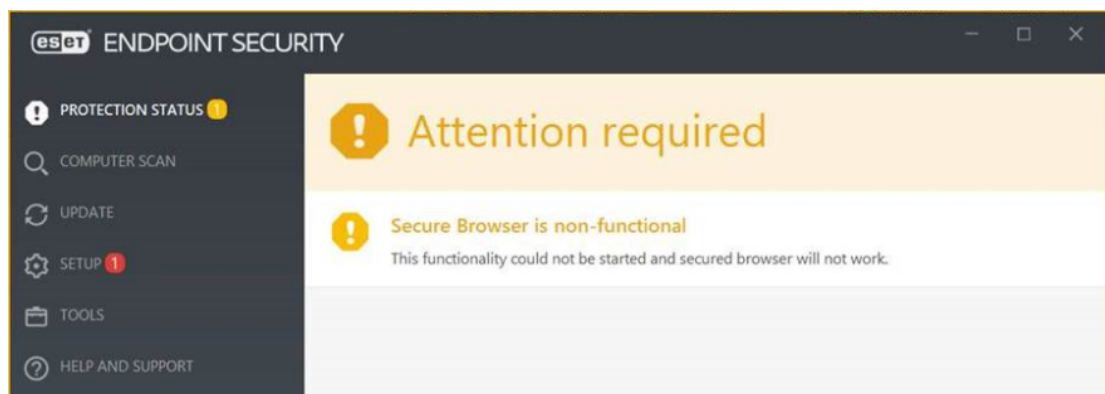 eset ENDPOINT SECURITY
PROTECTION STATUS 1
COMPUTER SCAN
UPDATE
SETUP 1
TOOLS
HELP AND SUPPORT
Attention required
Secure Browser is non-functional
This functionality could not be started and secured browser will not work.